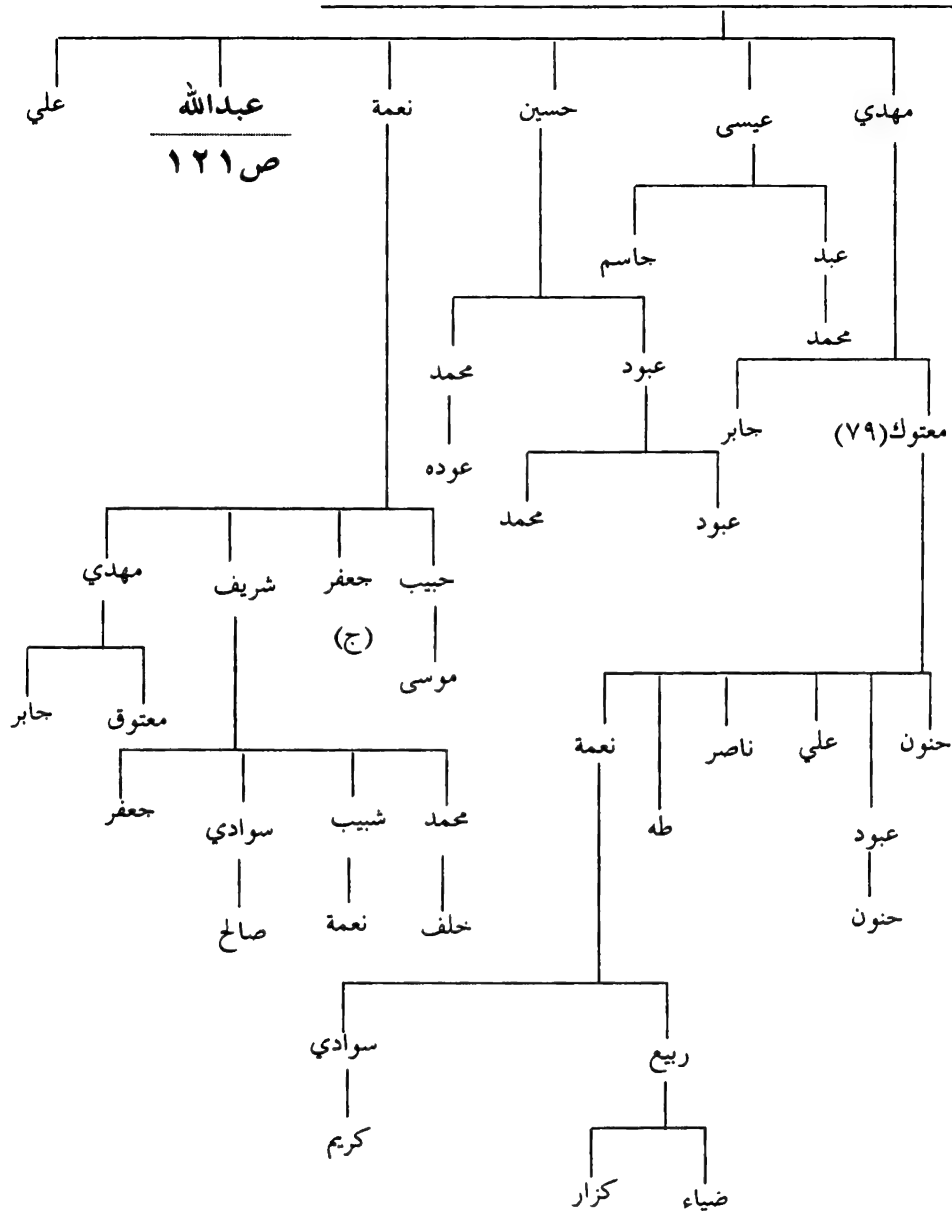 مهدي عيسى حسين نعمة عبدالله علي
ص١٢١
عبد جاسم
محمد
عبود محمد
معتوك(٧٩) جابر
عوده
عبود محمد
حبيب جعفر شريف مهدي
(ج)
موسى
معتوق جابر
حنون علي ناصر نعمة
محمد شبيب سوادي جعفر
عبود طه
حنون
خلف نعمة صالح
ربيع سوادي
كريم
ضياء كزار